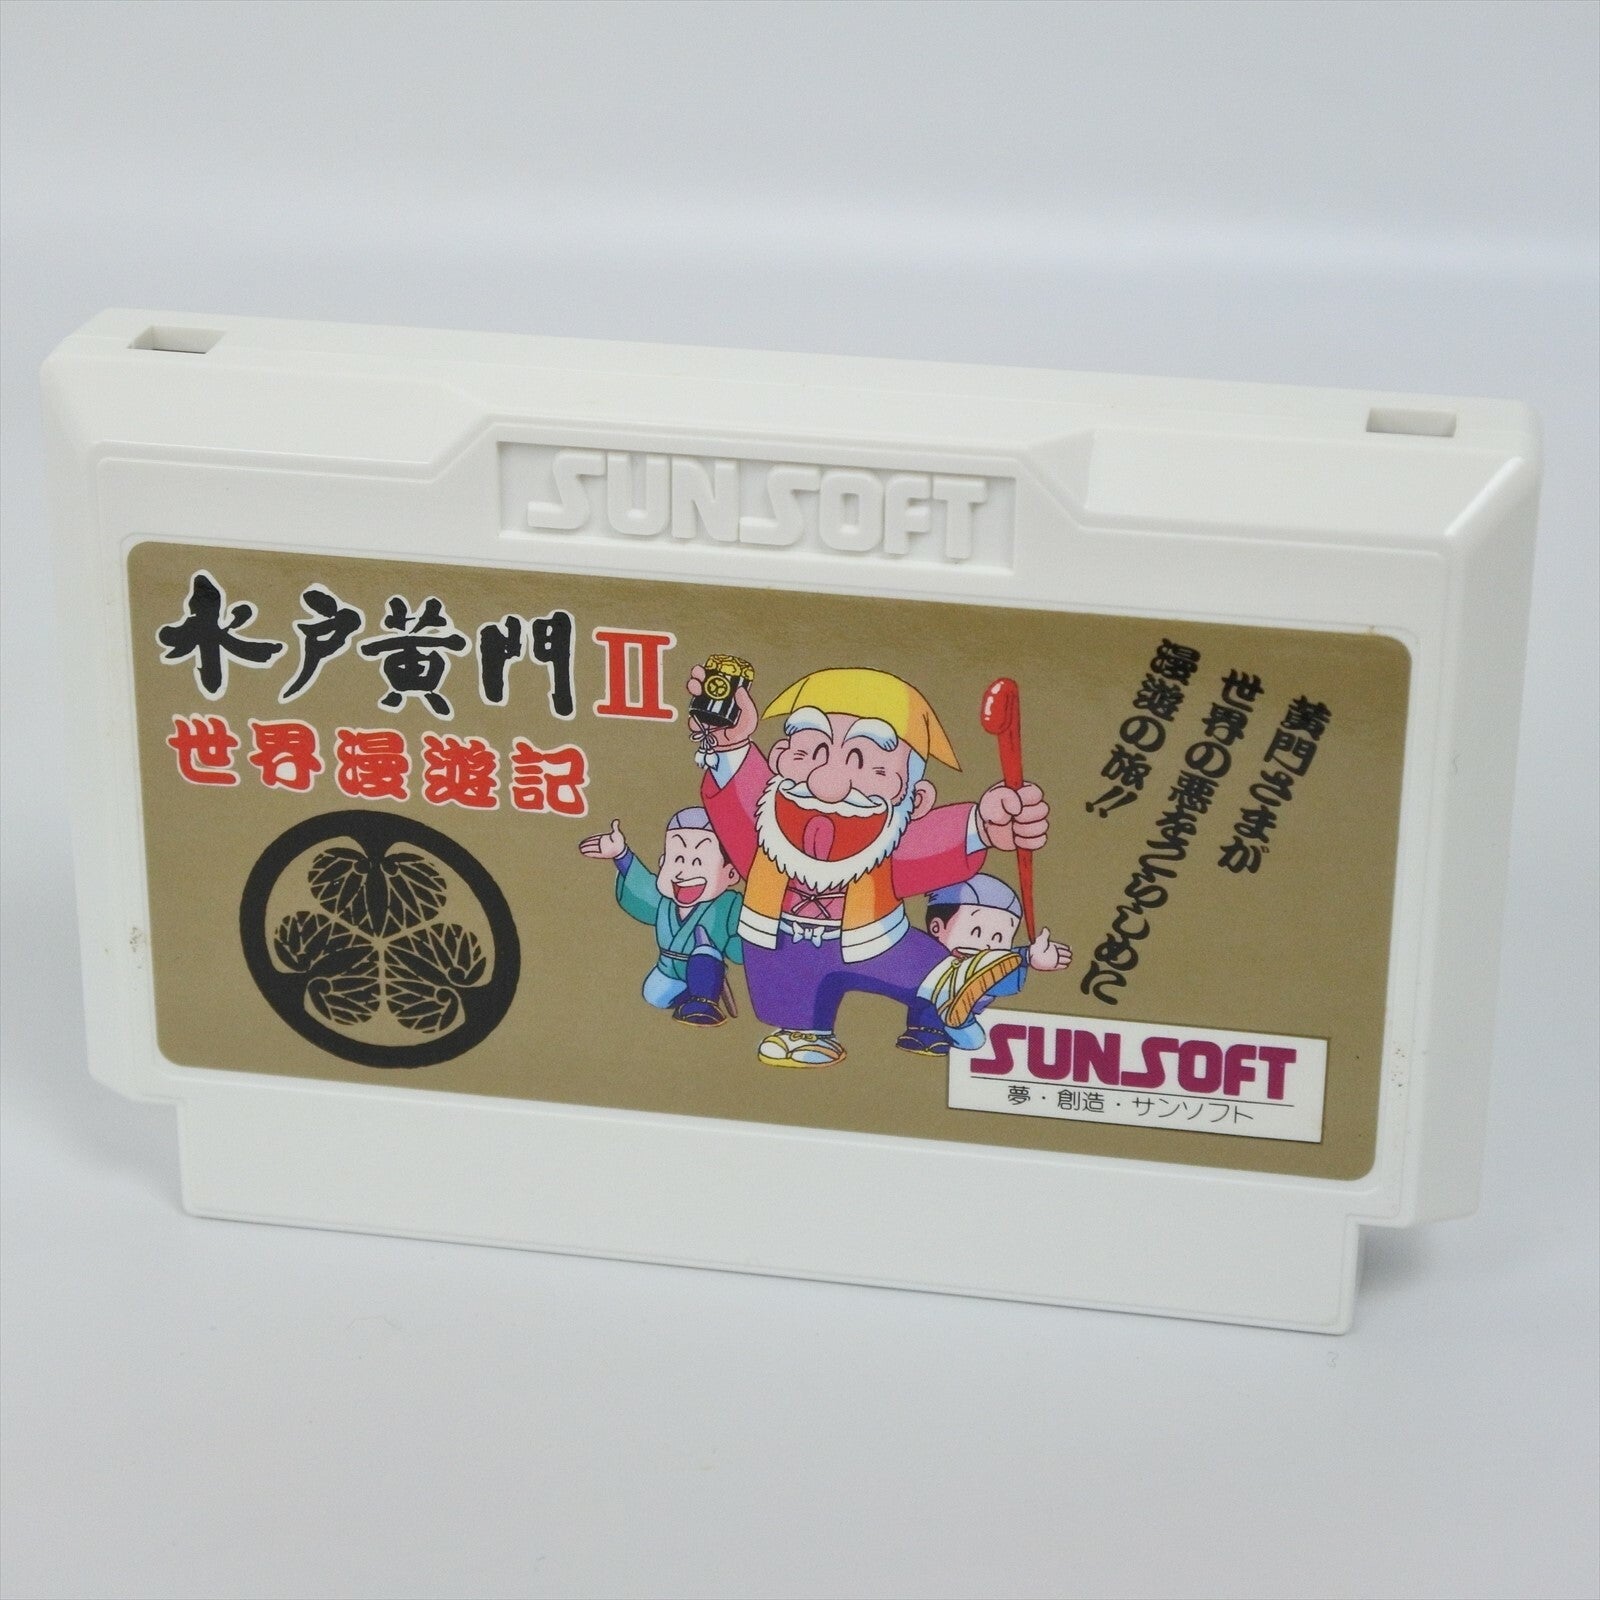 SUNSOFT
水戸黄門II
世界漫遊記
黄門さまが
世界の悪をこらしめに
漫遊の旅!!
SUNSOFT
夢・創造・サンソフト